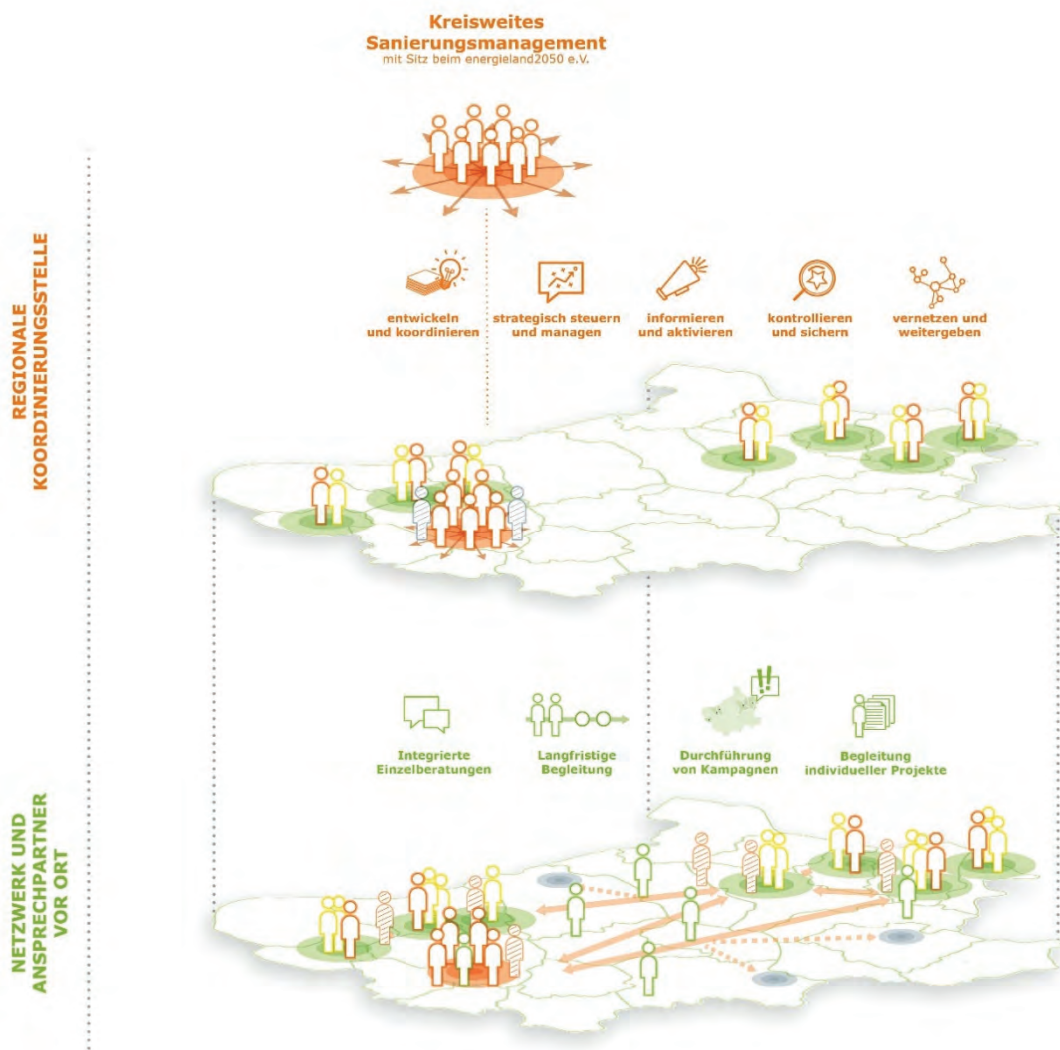 Kreisweites
Sanierungsmanagement
mit Sitz beim energieland2050 e.V.
REGIONALE
KOORDINIERUNGSSTELLE
entwickeln
und koordinieren
strategisch steuern
und managen
informieren
und aktivieren
kontrollieren
und sichern
vernetzen und
weitergeben
NETZWERK UND
ANSPRECHPARTNER
VOR ORT
Integrierte
Einzelberatungen
Langfristige
Begleitung
!!
Durchführung
von Kampagnen
Begleitung
individueller Projekte